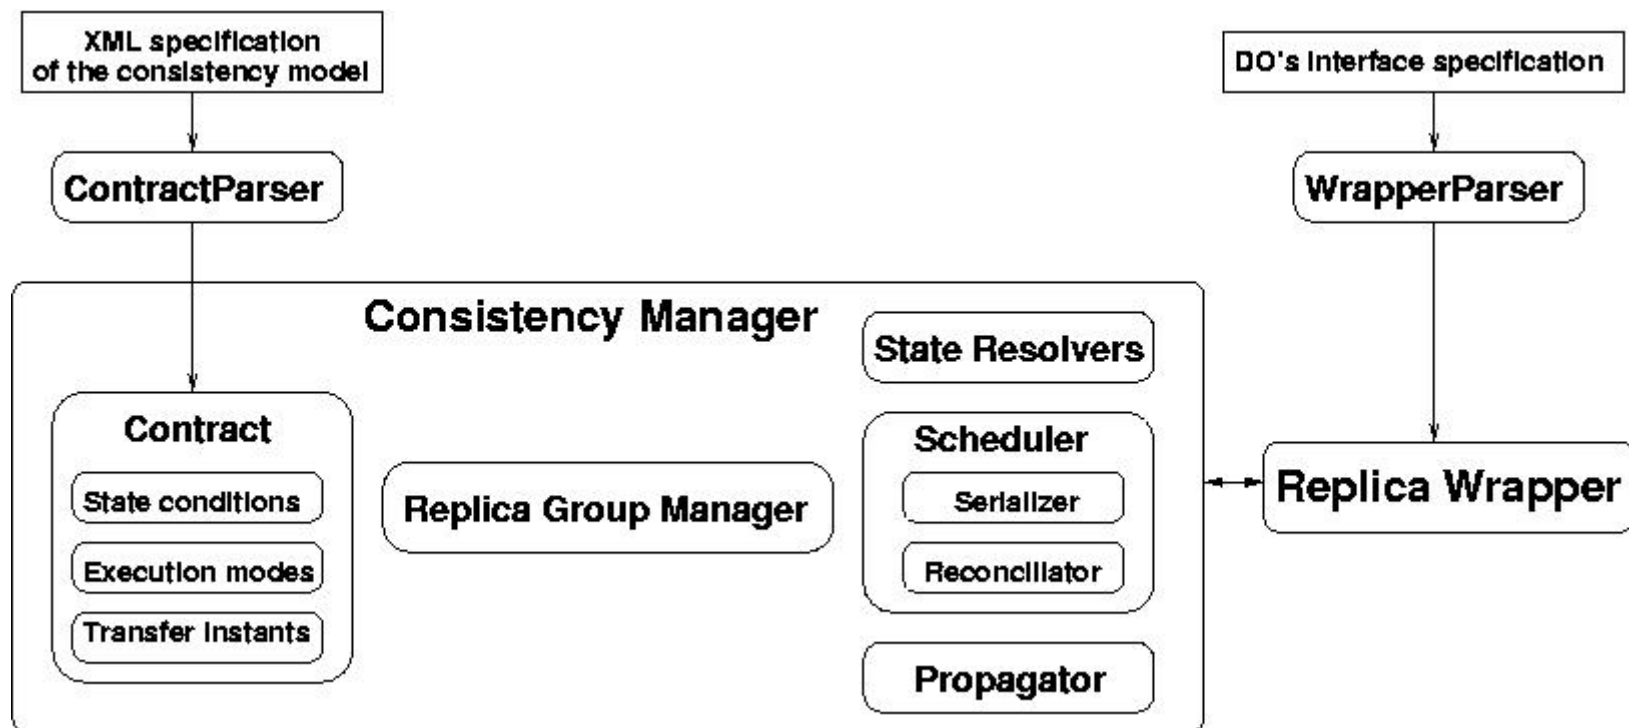 XML specification
of the consistency model
DO's interface specification
ContractParser
WrapperParser
Consistency Manager
State Resolvers
Contract
Scheduler
State conditions
Replica Group Manager
Serializer
Replica Wrapper
Execution modes
Reconciliator
Transfer instants
Propagator